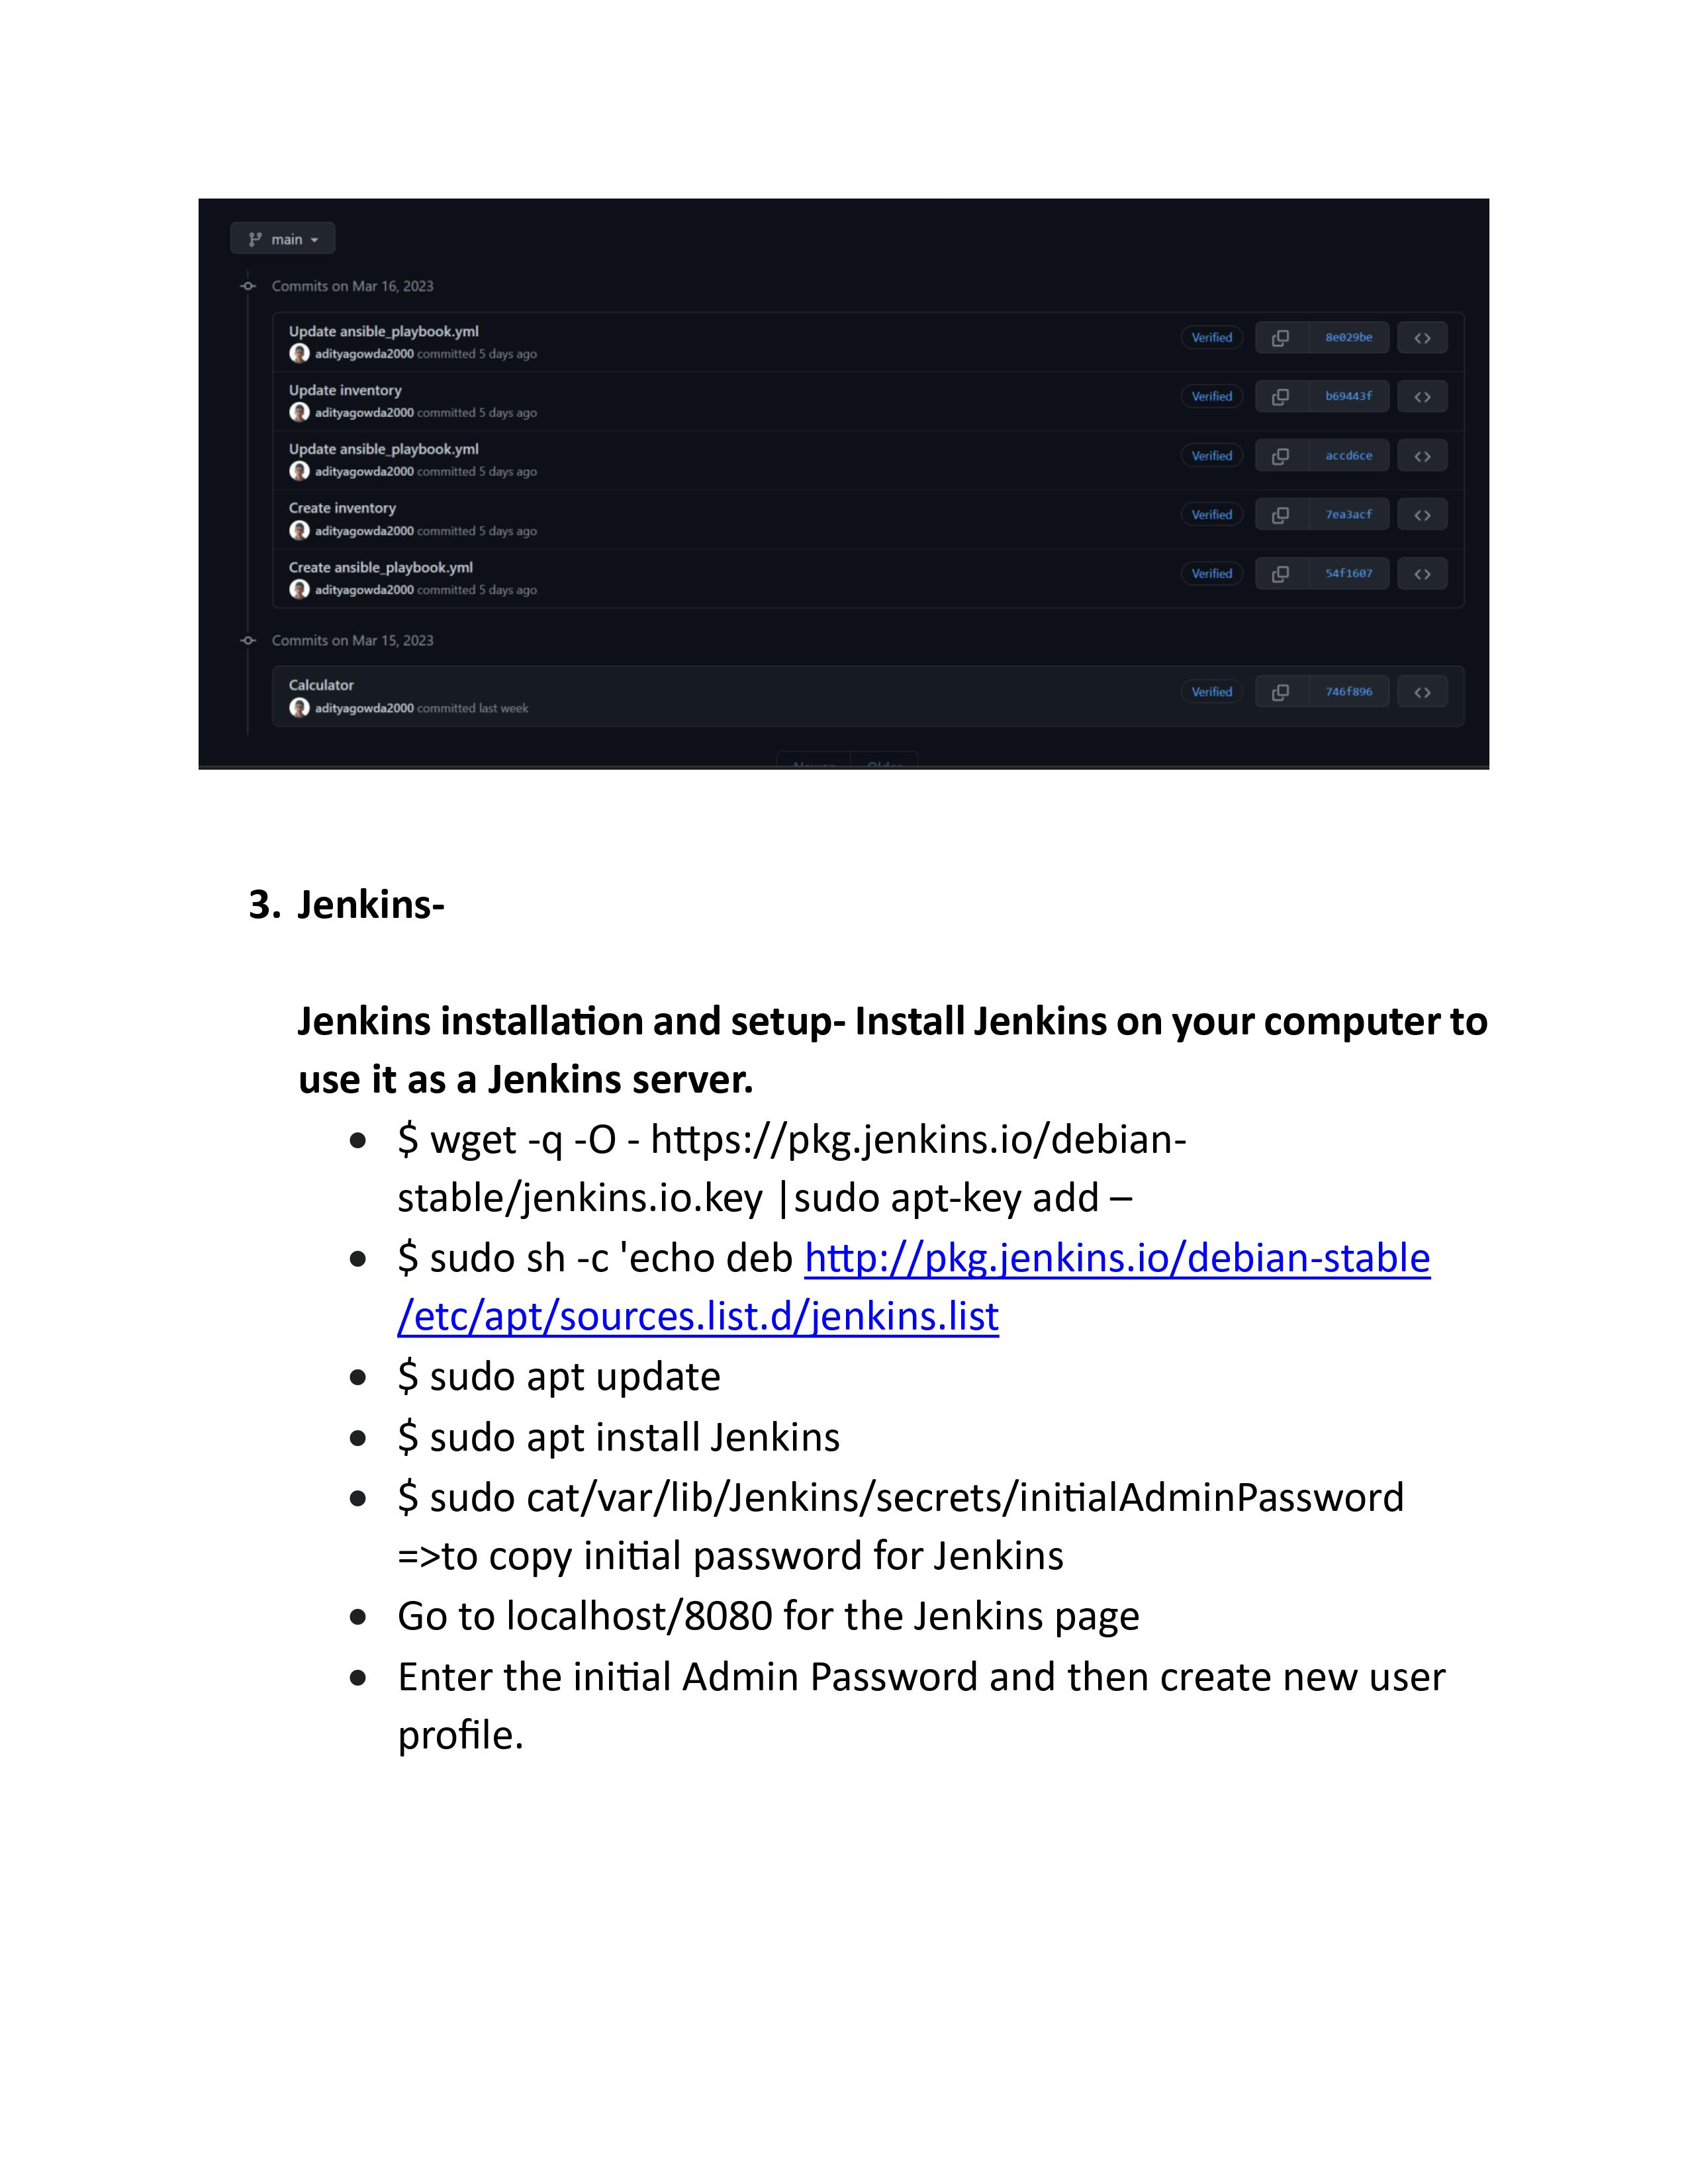 main
Commits on Mar 16, 2023
Update ansible_playbook.yml
adityagowda2000 committed 5 days ago
Verified
8e029be
Update inventory
adityagowda2000 committed 5 days ago
Verified
b69443f
Update ansible_playbook.yml
adityagowda2000 committed 5 days ago
Verified
accd6ce
Create inventory
adityagowda2000 committed 5 days ago
Verified
7ea3acf
Create ansible_playbook.yml
adityagowda2000 committed 5 days ago
Verified
54f1607
Commits on Mar 15, 2023
Calculator
adityagowda2000 committed last week
Verified
746f896
Newer Older
3. Jenkins-
Jenkins installation and setup- Install Jenkins on your computer to
use it as a Jenkins server.
• $ wget -q -O - https://pkg.jenkins.io/debian-
stable/jenkins.io.key |sudo apt-key add –
• $ sudo sh -c 'echo deb http://pkg.jenkins.io/debian-stable
/etc/apt/sources.list.d/jenkins.list
• $ sudo apt update
• $ sudo apt install Jenkins
• $ sudo cat/var/lib/Jenkins/secrets/initialAdminPassword
=>to copy initial password for Jenkins
• Go to localhost/8080 for the Jenkins page
• Enter the initial Admin Password and then create new user
profile.